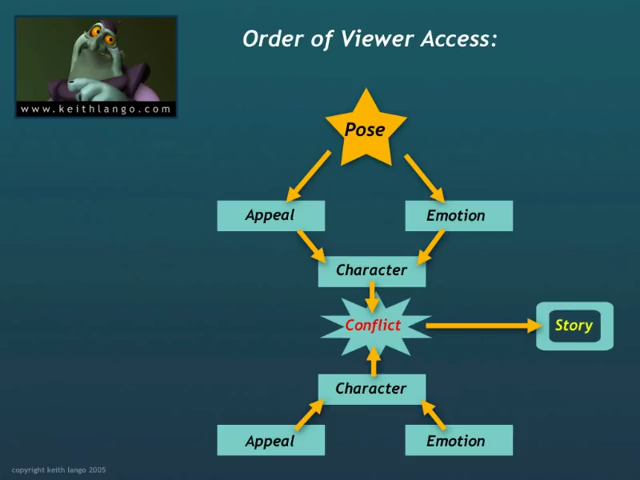 Order of Viewer Access:
www.keithlango.com
Pose
Appeal
Emotion
Character
Conflict
Story
Character
Appeal
Emotion
copyright keith lango 2005